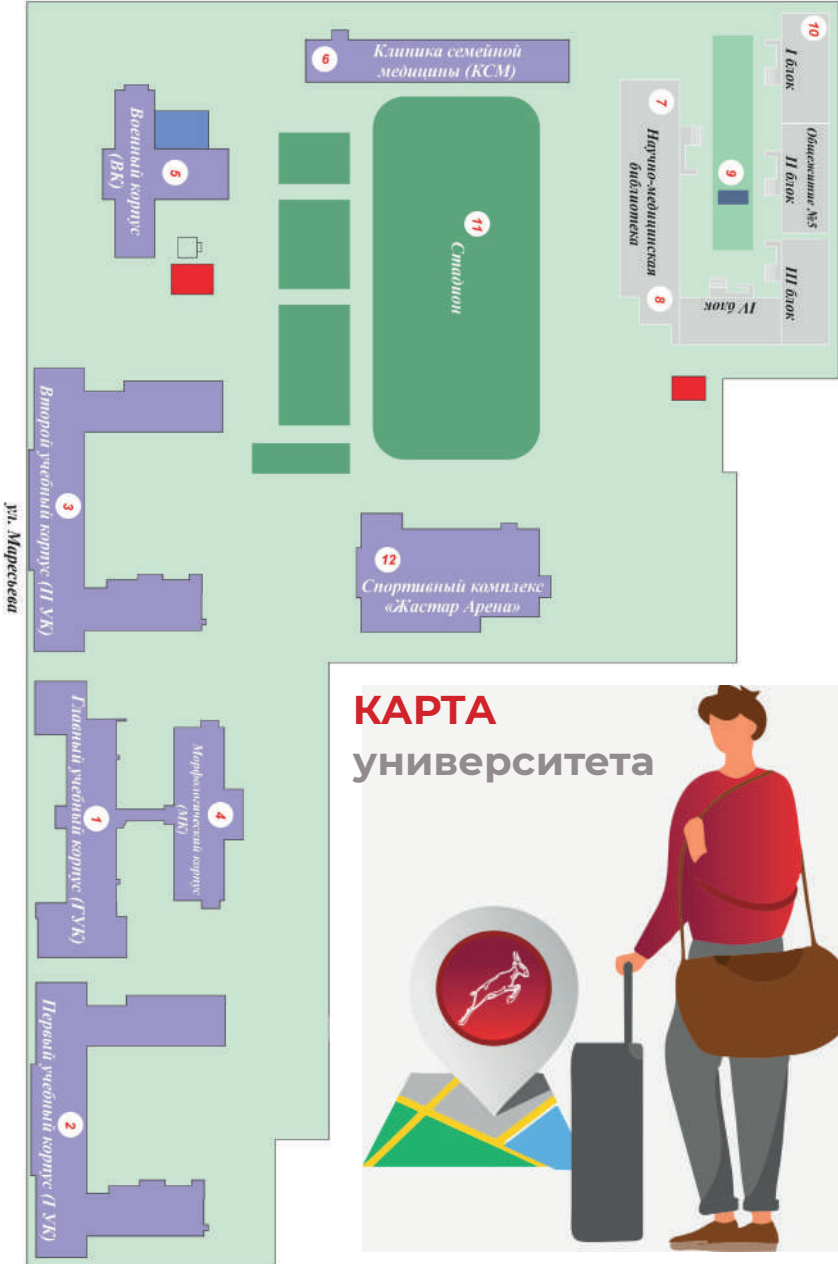 6
Клиника семейной
медицины (КСМ)
10
I блок
Общежитие №5
II блок
III блок
IV блок
9
7
Научно-медицинская
библиотека
8
5
Военный корпус
(ВК)
11
Стадион
3
Второй учебный корпус (II УК)
ул. Маресьева
12
Спортивный комплекс
«Жастар Арена»
КАРТА
университета
1
Главный учебный корпус (ГУК)
4
Морфологический корпус
(МК)
2
Первый учебный корпус (I УК)